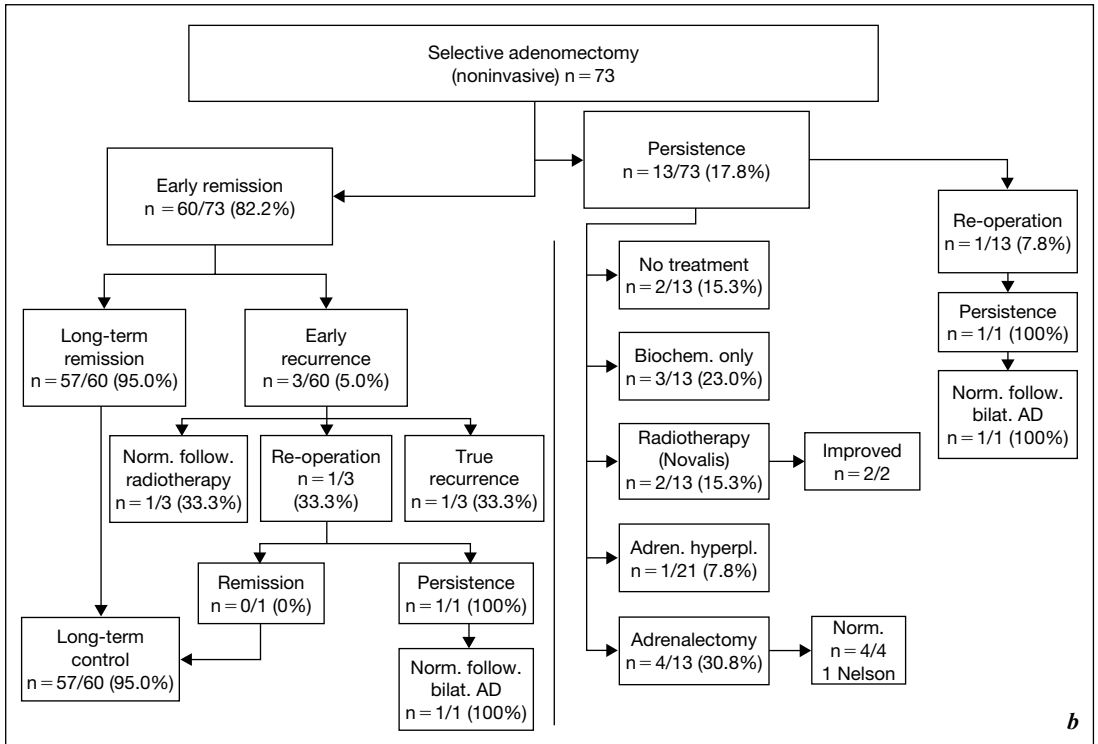 Selective adenomectomy
(noninvasive) n = 73
Early remission
n = 60/73 (82.2%)
Persistence
n = 13/73 (17.8%)
Re-operation
n = 1/13 (7.8%)
Persistence
n = 1/1 (100%)
Norm. follow.
bilat. AD
n = 1/1 (100%)
Long-term
remission
n = 57/60 (95.0%)
Early
recurrence
n = 3/60 (5.0%)
Norm. follow.
radiotherapy
n = 1/3 (33.3%)
Re-operation
n = 1/3
(33.3%)
True
recurrence
n = 1/3 (33.3%)
Remission
n = 0/1 (0%)
Persistence
n = 1/1 (100%)
Long-term
control
n = 57/60 (95.0%)
Norm. follow.
bilat. AD
n = 1/1 (100%)
No treatment
n = 2/13 (15.3%)
Biochem. only
n = 3/13 (23.0%)
Radiotherapy
(Novalis)
n = 2/13 (15.3%)
Improved
n = 2/2
Adren. hyperpl.
n = 1/21 (7.8%)
Adrenalectomy
n = 4/13 (30.8%)
Norm.
n = 4/4
1 Nelson
b